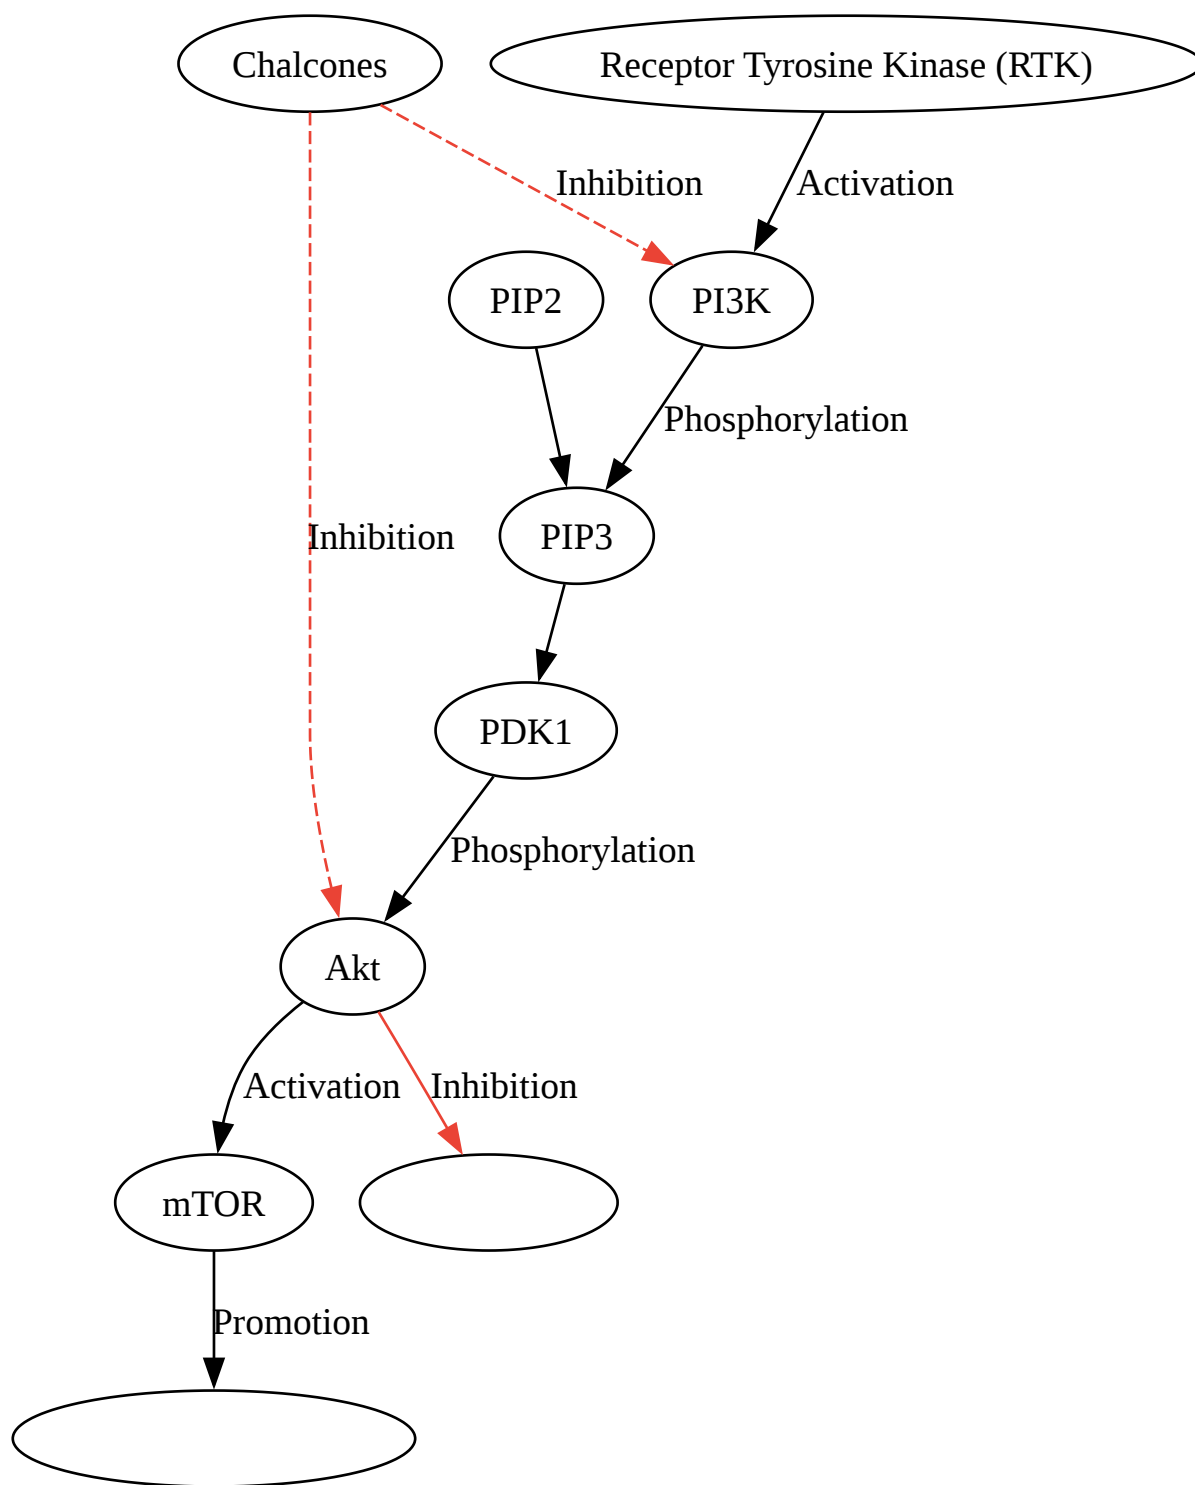 Chalcones
Receptor Tyrosine Kinase (RTK)
Inhibition
Activation
PIP2
PI3K
Phosphorylation
Inhibition
PIP3
PDK1
Phosphorylation
Akt
Activation
Inhibition
mTOR
Promotion